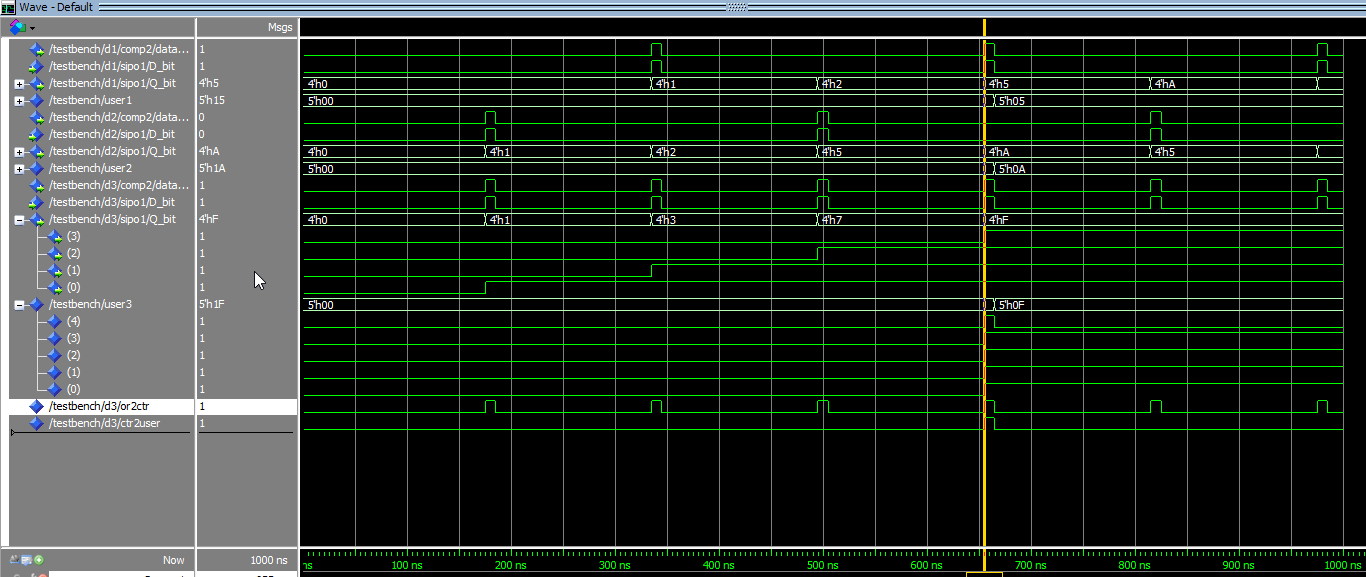 Wave - Default
Msgs
/testbench/d1/comp2/data... 1
/testbench/d1/sipo1/D_bit 1
/testbench/d1/sipo1/Q_bit 4'h5 4'h0 4'h1 4'h2 4'h5 4'hA
/testbench/user1 5'h15 5'h00 5'h05
/testbench/d2/comp2/data... 0
/testbench/d2/sipo1/D_bit 0
/testbench/d2/sipo1/Q_bit 4'hA 4'h0 4'h1 4'h2 4'h5 4'hA 4'h5
/testbench/user2 5'h1A 5'h00 5'h0A
/testbench/d3/comp2/data... 1
/testbench/d3/sipo1/D_bit 1
/testbench/d3/sipo1/Q_bit 4'hF 4'h0 4'h1 4'h3 4'h7 4'hF
(3) 1
(2) 1
(1) 1
(0) 1
/testbench/user3 5'h1F 5'h00 5'h0F
(4) 1
(3) 1
(2) 1
(1) 1
(0) 1
/testbench/d3/or2ctr 1
/testbench/d3/ctr2user 1
Now 1000 ns
ns 100 ns 200 ns 300 ns 400 ns 500 ns 600 ns 700 ns 800 ns 900 ns 1000 ns